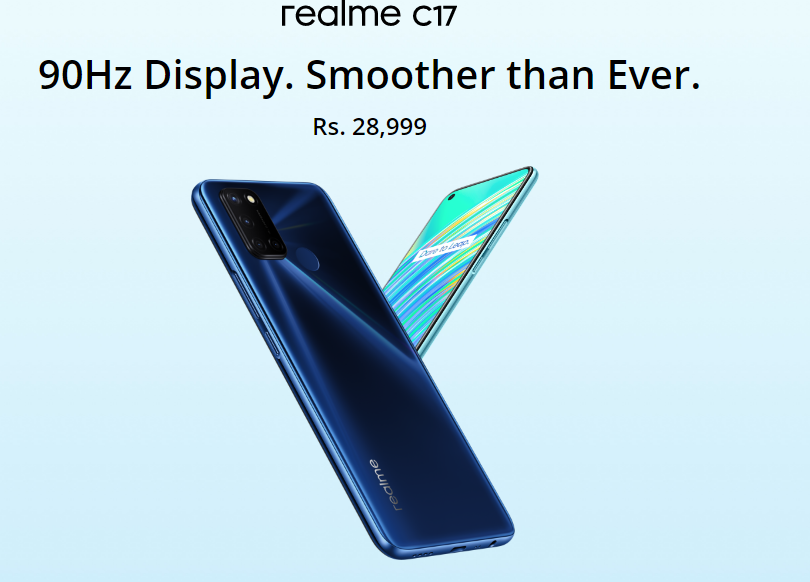 realme C17
90Hz Display. Smoother than Ever.
Rs. 28,999
Dare to Leap.
realme